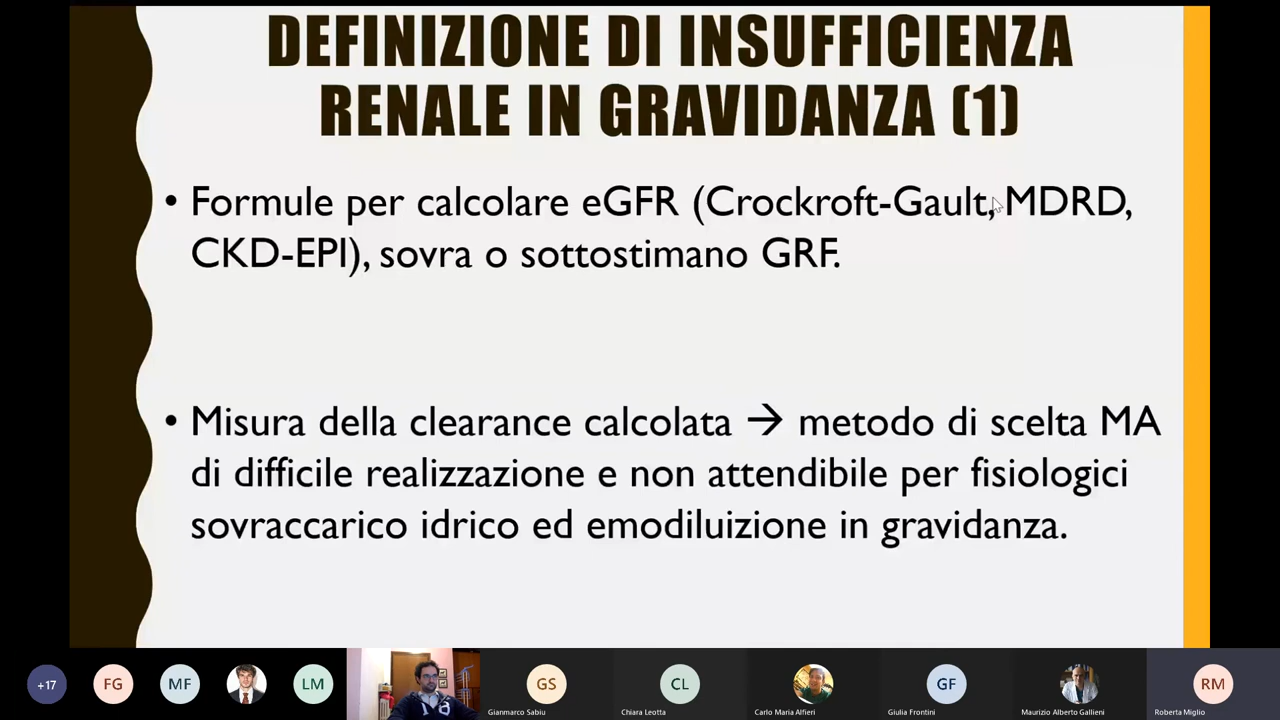 DEFINIZIONE DI INSUFFICIENZA
RENALE IN GRAVIDANZA (1)
• Formule per calcolare eGFR (Crockroft-Gault, MDRD,
CKD-EPI), sovra o sottostimano GRF.
• Misura della clearance calcolata → metodo di scelta MA
di difficile realizzazione e non attendibile per fisiologici
sovraccarico idrico ed emodiluizione in gravidanza.
+17 FG MF LM GS CL GF RM
Gianmarco Sabiu Chiara Leotta Carlo Maria Alfieri Giulia Frontini Maurizio Alberto Gallieni Roberta Miglio